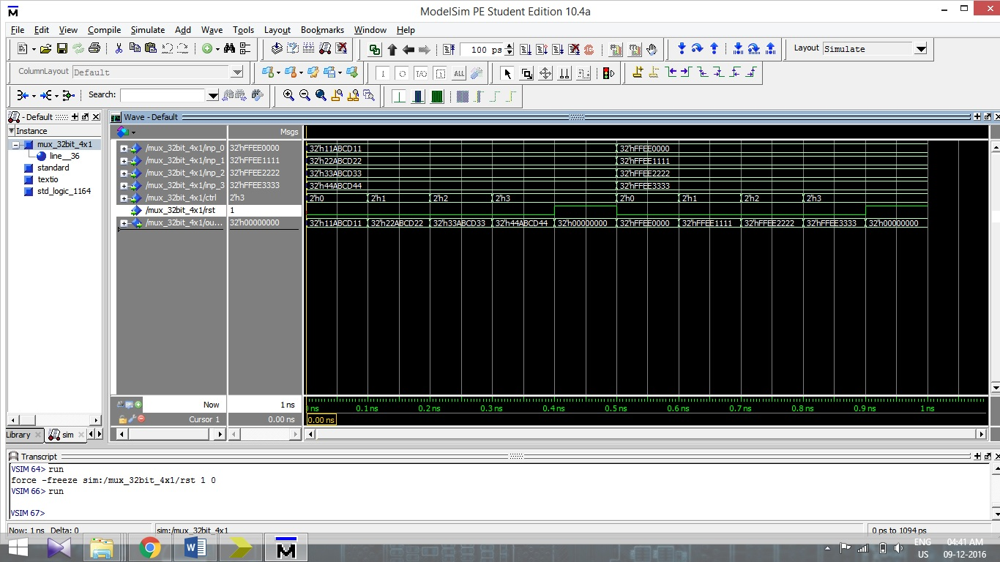 ModelSim PE Student Edition 10.4a
File Edit View Compile Simulate Add Wave Tools Layout Bookmarks Window Help
100 ps
Layout Simulate
ColumnLayout Default
ALL
Search:
- Default
Wave - Default
Instance
Msgs
mux_32bit_4x1
line__36
standard
textio
std_logic_1164
/mux_32bit_4x1/inp_0 32'hFFEE0000 32'h11ABCD11 32'hFFEE0000
/mux_32bit_4x1/inp_1 32'hFFEE1111 32'h22ABCD22 32'hFFEE1111
/mux_32bit_4x1/inp_2 32'hFFEE2222 32'h33ABCD33 32'hFFEE2222
/mux_32bit_4x1/inp_3 32'hFFEE3333 32'h44ABCD44 32'hFFEE3333
/mux_32bit_4x1/ctrl 2'h3 2'h0 2'h1 2'h2 2'h3 2'h0 2'h1 2'h2 2'h3
/mux_32bit_4x1/rst 1
/mux_32bit_4x1/ou... 32'h00000000 32'h11ABCD11 32'h22ABCD22 32'h33ABCD33 32'h44ABCD44 32'h00000000 32'hFFEE0000 32'hFFEE1111 32'hFFEE2222 32'hFFEE3333 32'h00000000
Now 1 ns ns 0.1 ns 0.2 ns 0.3 ns 0.4 ns 0.5 ns 0.6 ns 0.7 ns 0.8 ns 0.9 ns 1 ns
Cursor 1 0.00 ns 0.00 ns
Library sim
Transcript
VSIM 64> run
force -freeze sim:/mux_32bit_4x1/rst 1 0
VSIM 66> run
VSIM 67>
Now: 1 ns Delta: 0 sim:/mux_32bit_4x1 0 ps to 1094 ps
ENG 04:41 AM
US 09-12-2016